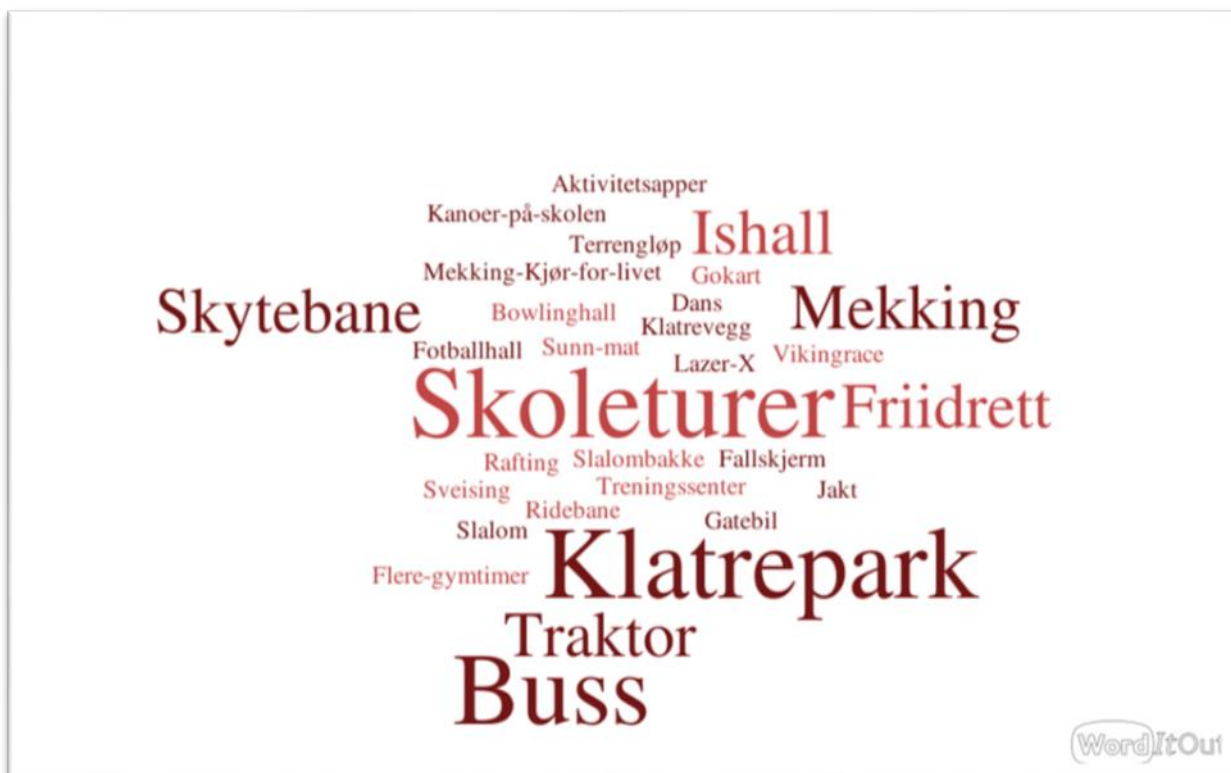 Aktivitetsapper
Kanoer-på-skolen
Ishall
Terrengløp
Mekking-Kjør-for-livet
Gokart
Skytebane
Bowlinghall
Dans
Mekking
Klatrevegg
Fotballhall
Sunn-mat
Lazer-X
Vikingrace
Skoleturer
Friidrett
Rafting
Slalombakke
Fallskjerm
Sveising
Treningssenter
Jakt
Ridebane
Slalom
Gatebil
Klatrepark
Flere-gymtimer
Traktor
Buss
WordItOut